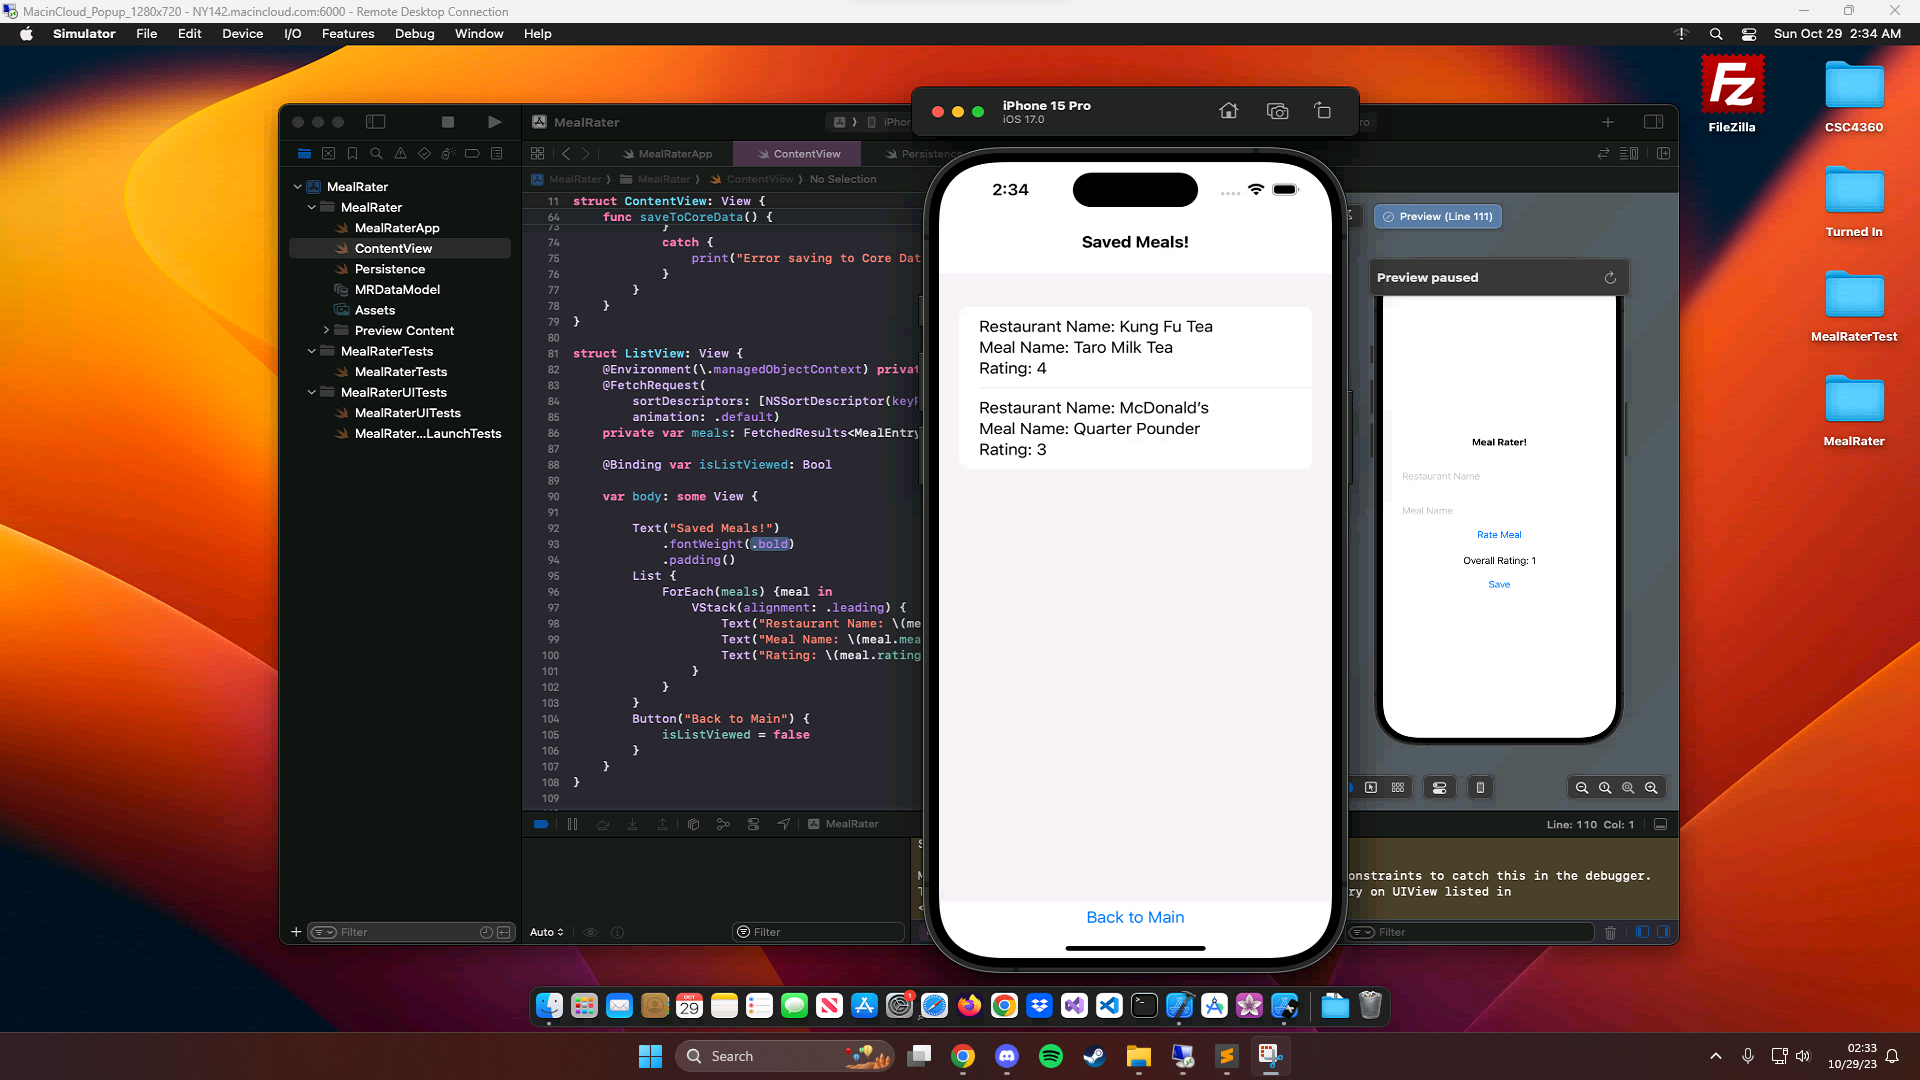 MacinCloud_Popup_1280x720 - NY142.macincloud.com:6000 - Remote Desktop Connection
Simulator File Edit Device I/O Features Debug Window Help
Sun Oct 29 2:34 AM
FileZilla
CSC4360
Turned In
MealRaterTest
MealRater
MealRater
MealRater
MealRaterApp
ContentView
Persistence
MRDataModel
Assets
Preview Content
MealRaterTests
MealRaterTests
MealRaterUITests
MealRaterUITests
MealRater...LaunchTests
Filter
MealRater
iPhor
MealRaterApp ContentView Persistence
MealRater MealRater ContentView No Selection
11 struct ContentView: View {
64 func saveToCoreData() {
73 }
74 catch {
75 print("Error saving to Core Dat
76 }
77 }
78 }
79 }
80
81 struct ListView: View {
82 @Environment(\.managedObjectContext) privat
83 @FetchRequest(
84 sortDescriptors: [NSSortDescriptor(keyP
85 animation: .default)
86 private var meals: FetchedResults<MealEntry
87
88 @Binding var isListViewed: Bool
89
90 var body: some View {
91
92 Text("Saved Meals!")
93 .fontWeight(.bold)
94 .padding()
95 List {
96 ForEach(meals) {meal in
97 VStack(alignment: .leading) {
98 Text("Restaurant Name: \(me
99 Text("Meal Name: \(meal.mea
100 Text("Rating: \(meal.rating
101 }
102 }
103 }
104 Button("Back to Main") {
105 isListViewed = false
106 }
107 }
108 }
109
MealRater
Auto
Filter
iPhone 15 Pro
iOS 17.0
2:34
Saved Meals!
Restaurant Name: Kung Fu Tea
Meal Name: Taro Milk Tea
Rating: 4
Restaurant Name: McDonald's
Meal Name: Quarter Pounder
Rating: 3
Back to Main
ro
Preview (Line 111)
Preview paused
Meal Rater!
Restaurant Name
Meal Name
Rate Meal
Overall Rating: 1
Save
Line: 110 Col: 1
onstraints to catch this in the debugger.
ry on UIView listed in
Filter
OCT
29
1
Search
02:33
10/29/23